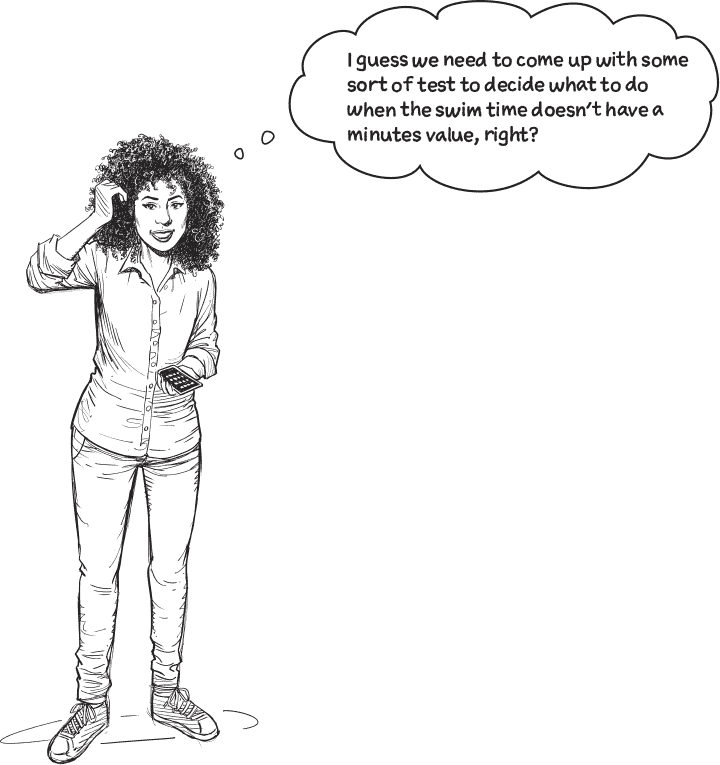 I guess we need to come up with some
sort of test to decide what to do
when the swim time doesn't have a
minutes value, right?